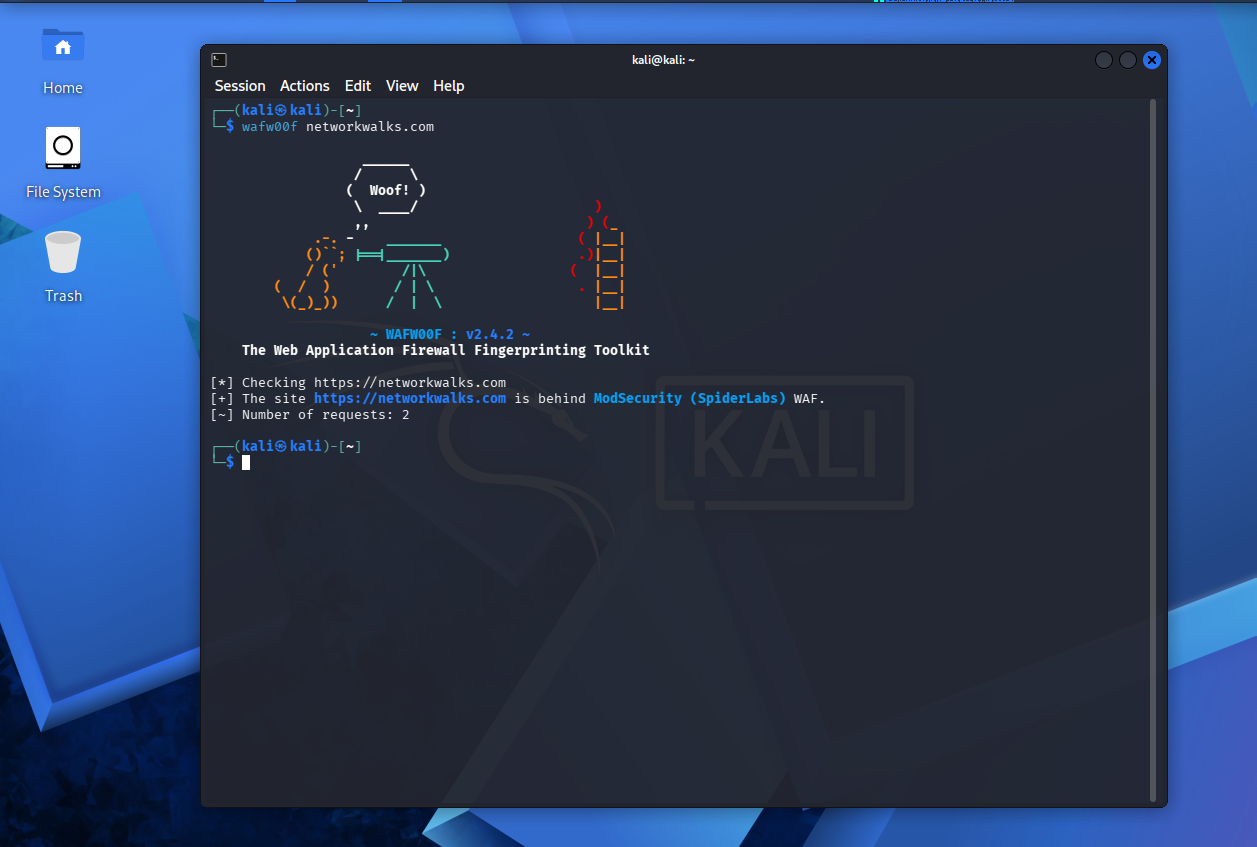 Home
File System
Trash
kali@kali: ~
Session Actions Edit View Help
┌──(kali㉿kali)-[~]
└─$ wafw00f networkwalks.com
Woof!
~ WAFW00F : v2.4.2 ~
The Web Application Firewall Fingerprinting Toolkit
[*] Checking https://networkwalks.com
[+] The site https://networkwalks.com is behind ModSecurity (SpiderLabs) WAF.
[~] Number of requests: 2
┌──(kali㉿kali)-[~]
└─$
KALI